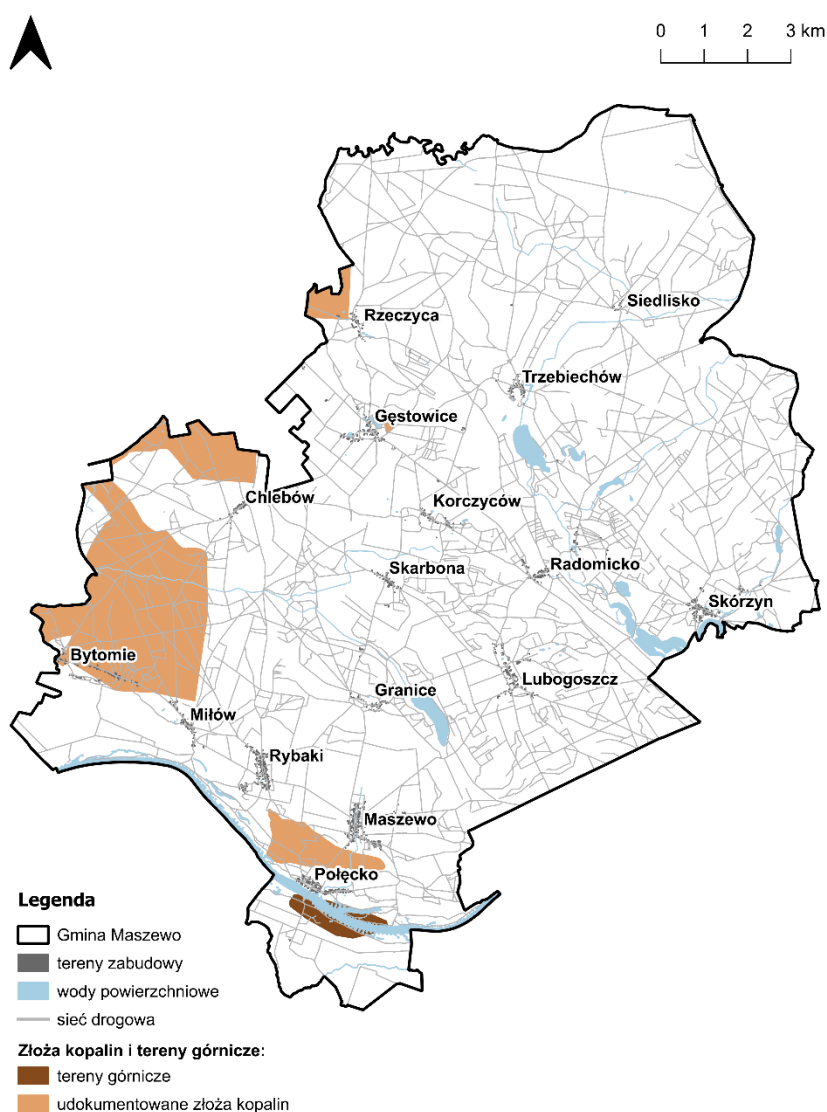 0 1 2 3 km
Siedlisko
Rzeczyca
Trzebiechów
Gęstowice
Chlebów
Korczyców
Skarbona
Radomicko
Skórzyn
Bytomie
Lubogoszcz
Granice
Miłów
Rybaki
Maszewo
Połęcko
Legenda
Gmina Maszewo
tereny zabudowy
wody powierzchniowe
sieć drogowa
Złoża kopalin i tereny górnicze:
tereny górnicze
udokumentowane złoża kopalin